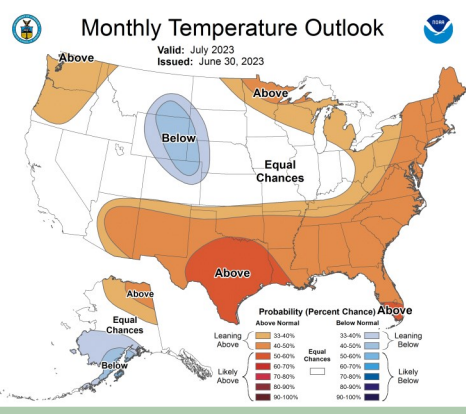 Monthly Temperature Outlook
NOAA
Valid: July 2023
Issued: June 30, 2023
Above
Above
Below
Equal
Chances
Above
Above
Equal
Chances
Below
Above
Probability (Percent Chance)
Above Normal
Below Normal
Leaning
Above
33-40%
40-50%
Likely
Above
50-60%
60-70%
70-80%
80-90%
90-100%
Equal
Chances
33-40%
40-50%
Leaning
Below
50-60%
60-70%
70-80%
80-90%
90-100%
Likely
Below